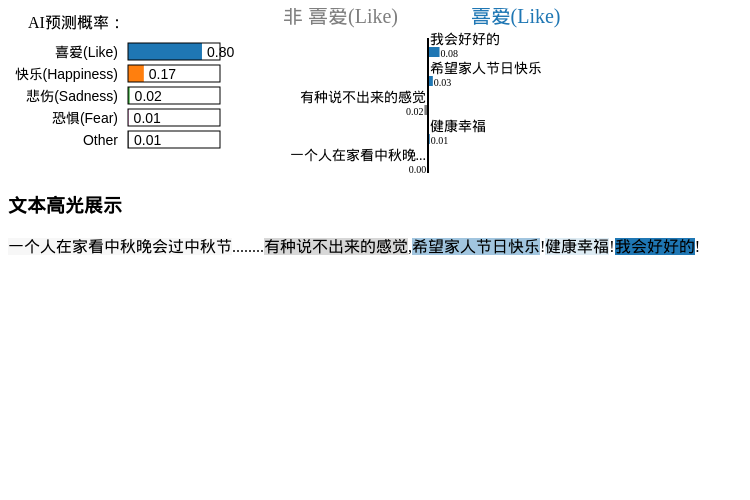 AI预测概率：
喜爱(Like) 0.80
快乐(Happiness) 0.17
悲伤(Sadness) 0.02
恐惧(Fear) 0.01
Other 0.01
非 喜爱(Like) 喜爱(Like)
我会好好的
0.08
希望家人节日快乐
0.03
有种说不出来的感觉
0.02
健康幸福
0.01
一个人在家看中秋晚...
0.00
文本高光展示
一个人在家看中秋晚会过中秋节........有种说不出来的感觉,希望家人节日快乐!健康幸福!我会好好的!